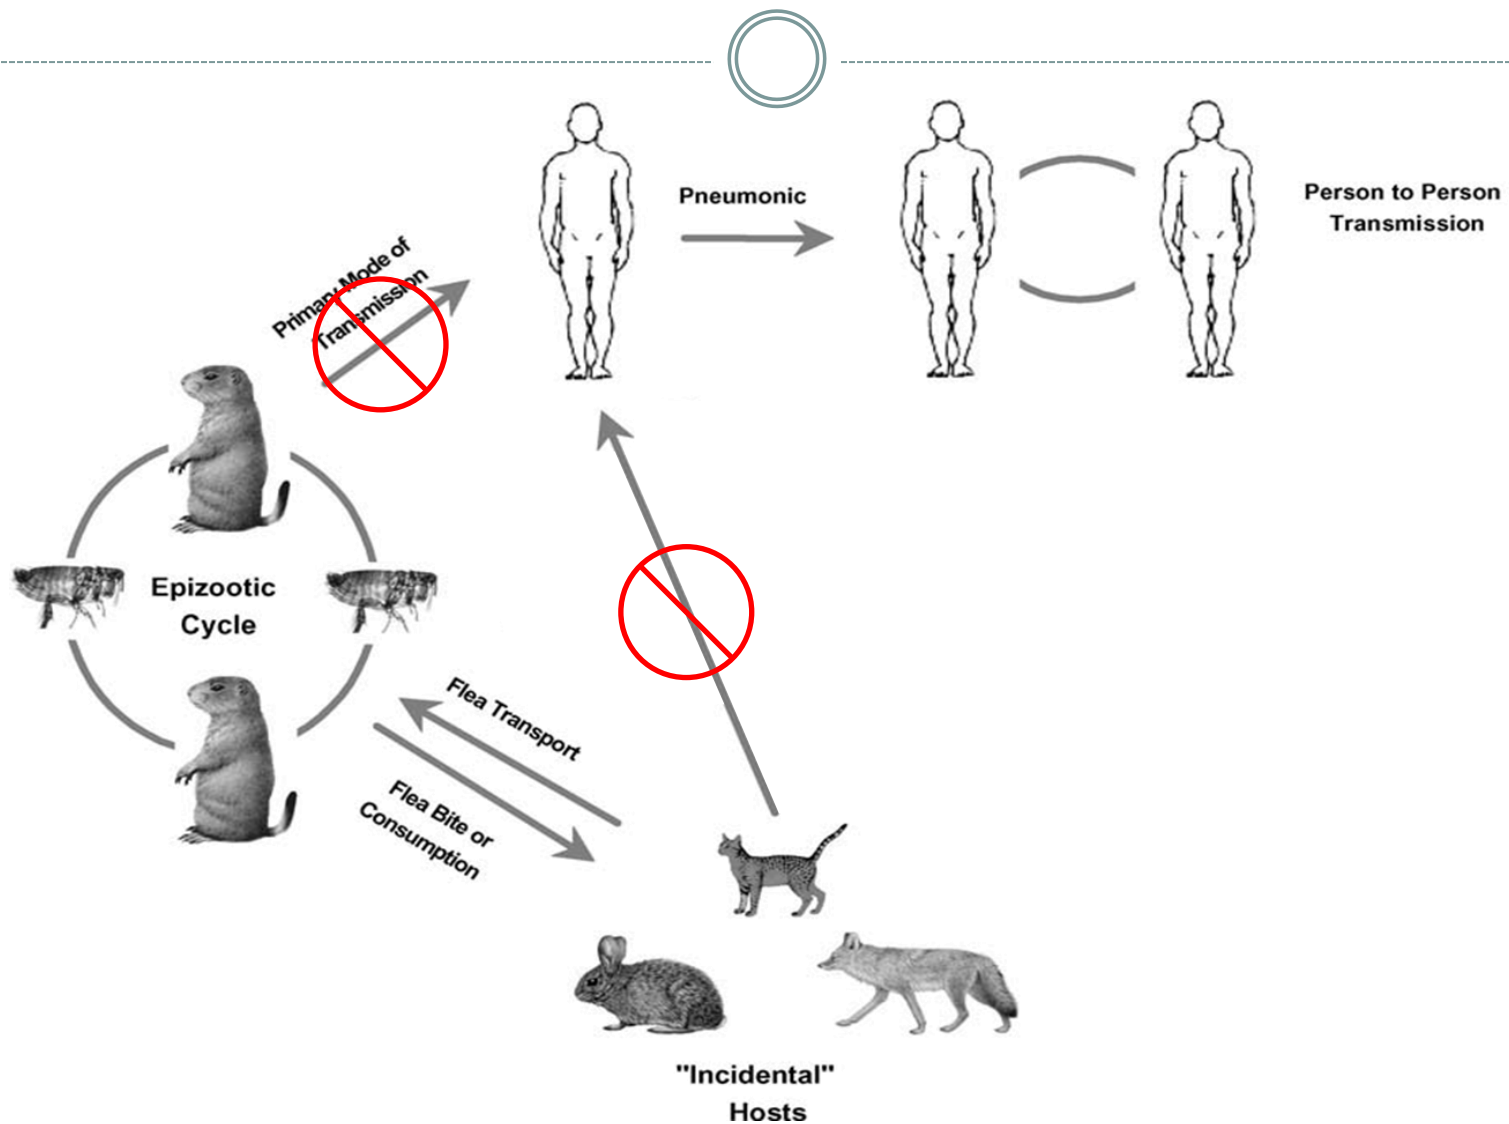 Pneumonic
Person to Person
Transmission
Primary Mode of
Transmission
Epizootic
Cycle
Flea Transport
Flea Bite or
Consumption
"Incidental"
Hosts